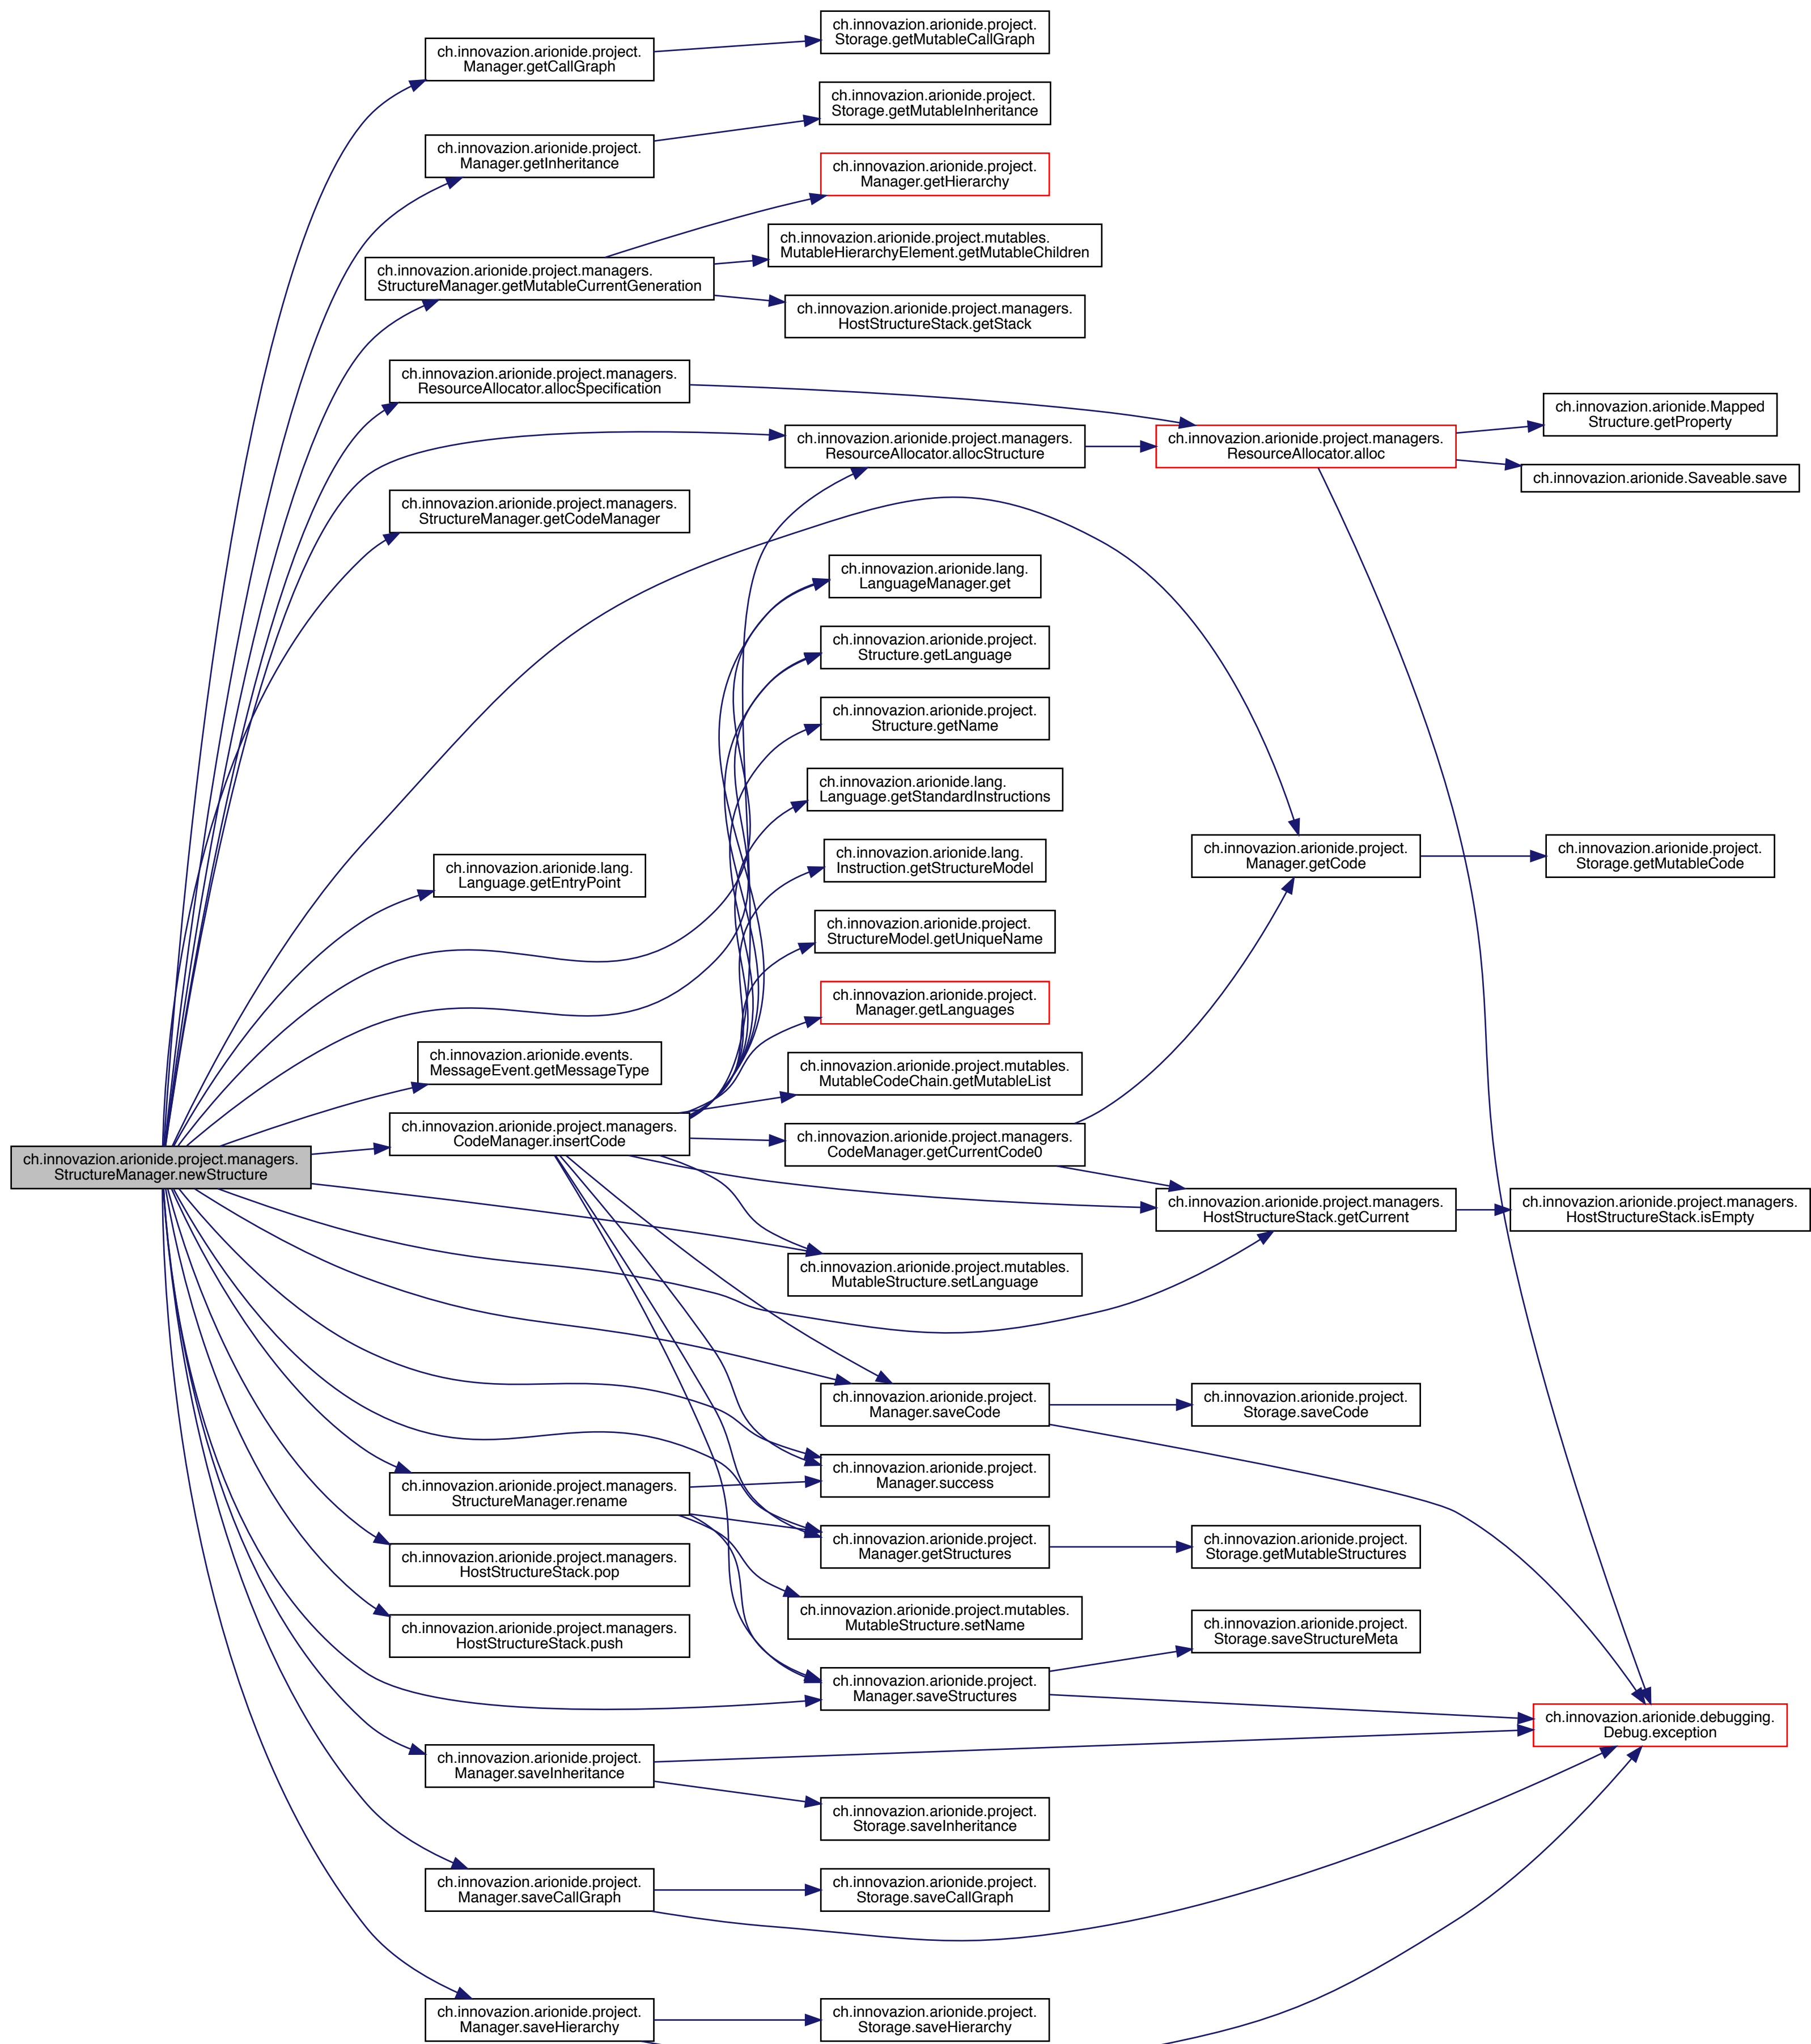 ch.innovazion.arionide.project.
Storage.getMutableCallGraph
ch.innovazion.arionide.project.
Manager.getCallGraph
ch.innovazion.arionide.project.
Storage.getMutableInheritance
ch.innovazion.arionide.project.
Manager.getInheritance
ch.innovazion.arionide.project.
Manager.getHierarchy
ch.innovazion.arionide.project.mutables.
MutableHierarchyElement.getMutableChildren
ch.innovazion.arionide.project.managers.
StructureManager.getMutableCurrentGeneration
ch.innovazion.arionide.project.managers.
HostStructureStack.getStack
ch.innovazion.arionide.project.managers.
ResourceAllocator.allocSpecification
ch.innovazion.arionide.Mapped
Structure.getProperty
ch.innovazion.arionide.project.managers.
ResourceAllocator.allocStructure
ch.innovazion.arionide.project.managers.
ResourceAllocator.alloc
ch.innovazion.arionide.Saveable.save
ch.innovazion.arionide.project.managers.
StructureManager.getCodeManager
ch.innovazion.arionide.lang.
LanguageManager.get
ch.innovazion.arionide.project.
Structure.getLanguage
ch.innovazion.arionide.project.
Structure.getName
ch.innovazion.arionide.lang.
Language.getStandardInstructions
ch.innovazion.arionide.lang.
Instruction.getStructureModel
ch.innovazion.arionide.project.
Manager.getCode
ch.innovazion.arionide.project.
Storage.getMutableCode
ch.innovazion.arionide.lang.
Language.getEntryPoint
ch.innovazion.arionide.project.
StructureModel.getUniqueName
ch.innovazion.arionide.project.
Manager.getLanguages
ch.innovazion.arionide.events.
MessageEvent.getMessageType
ch.innovazion.arionide.project.mutables.
MutableCodeChain.getMutableList
ch.innovazion.arionide.project.managers.
CodeManager.insertCode
ch.innovazion.arionide.project.managers.
CodeManager.getCurrentCode0
ch.innovazion.arionide.project.managers.
StructureManager.newStructure
ch.innovazion.arionide.project.managers.
HostStructureStack.getCurrent
ch.innovazion.arionide.project.managers.
HostStructureStack.isEmpty
ch.innovazion.arionide.project.mutables.
MutableStructure.setLanguage
ch.innovazion.arionide.project.
Manager.saveCode
ch.innovazion.arionide.project.
Storage.saveCode
ch.innovazion.arionide.project.
Manager.success
ch.innovazion.arionide.project.managers.
StructureManager.rename
ch.innovazion.arionide.project.
Manager.getStructures
ch.innovazion.arionide.project.
Storage.getMutableStructures
ch.innovazion.arionide.project.managers.
HostStructureStack.pop
ch.innovazion.arionide.project.mutables.
MutableStructure.setName
ch.innovazion.arionide.project.managers.
HostStructureStack.push
ch.innovazion.arionide.project.
Storage.saveStructureMeta
ch.innovazion.arionide.project.
Manager.saveStructures
ch.innovazion.arionide.debugging.
Debug.exception
ch.innovazion.arionide.project.
Manager.saveInheritance
ch.innovazion.arionide.project.
Storage.saveInheritance
ch.innovazion.arionide.project.
Manager.saveCallGraph
ch.innovazion.arionide.project.
Storage.saveCallGraph
ch.innovazion.arionide.project.
Manager.saveHierarchy
ch.innovazion.arionide.project.
Storage.saveHierarchy